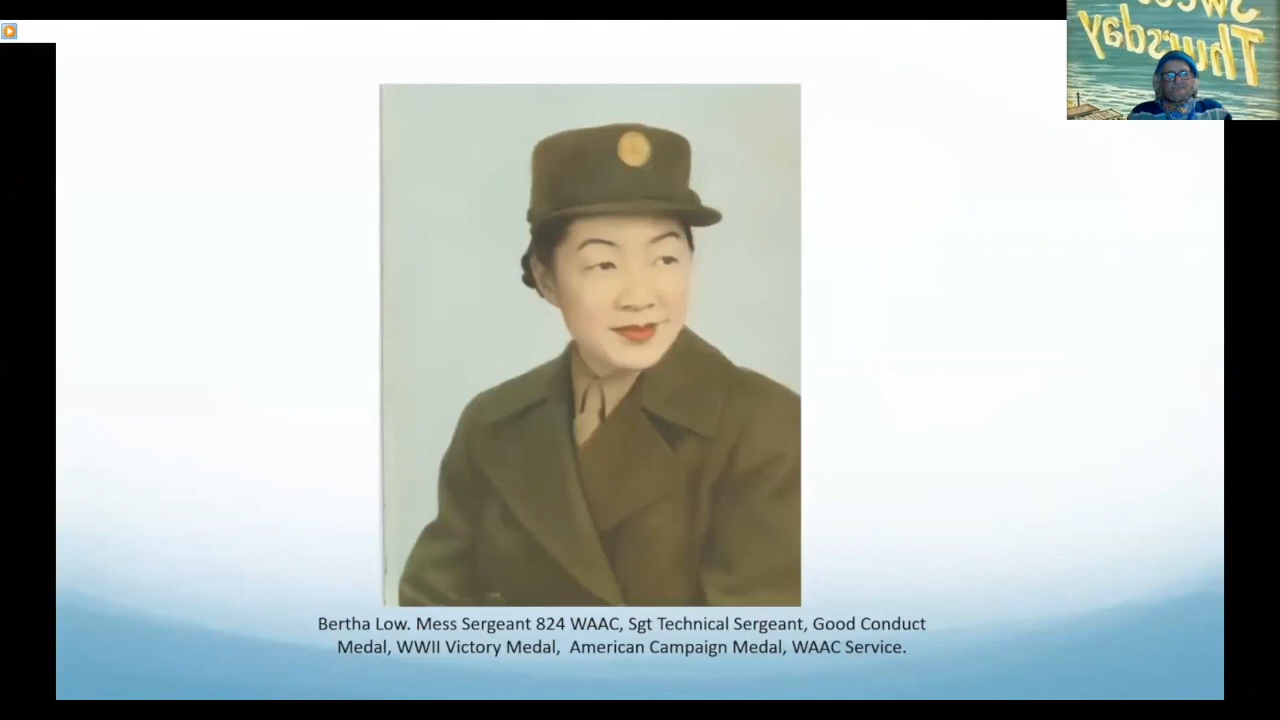 Sweet
Thursday
Bertha Low. Mess Sergeant 824 WAAC, Sgt Technical Sergeant, Good Conduct
Medal, WWII Victory Medal,  American Campaign Medal, WAAC Service.